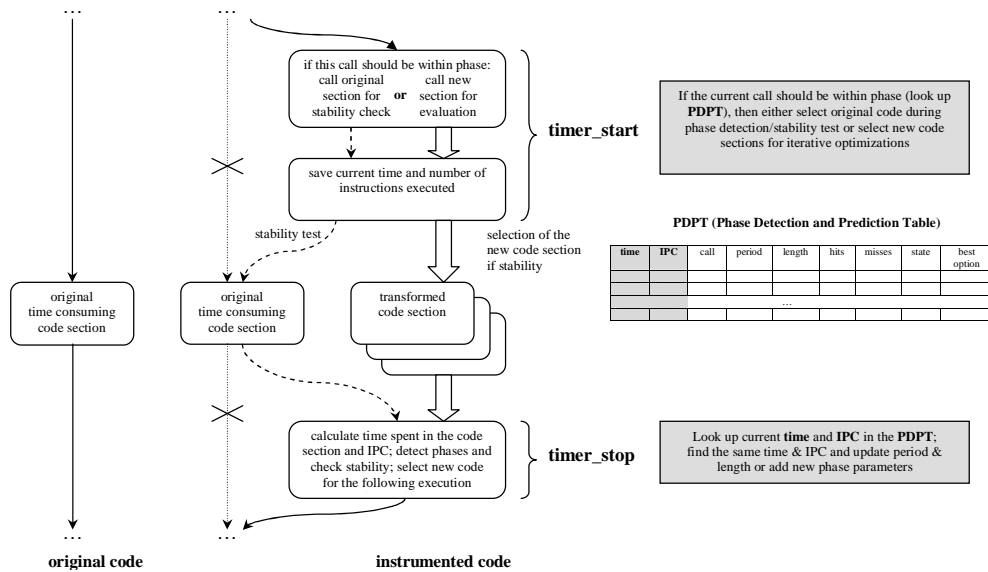 ...
...
if this call should be within phase:
call original section for stability check
or
call new section for evaluation
timer_start
If the current call should be within phase (look up
PDPT), then either select original code during
phase detection/stability test or select new code
sections for iterative optimizations
save current time and number of
instructions executed
stability test
selection of the
new code section
if stability
PDPT (Phase Detection and Prediction Table)
time IPC call period length hits misses state best option
...
original
time consuming
code section
original
time consuming
code section
transformed
code section
calculate time spent in the code
section and IPC; detect phases and
check stability; select new code
for the following execution
timer_stop
Look up current time and IPC in the PDPT;
find the same time & IPC and update period &
length or add new phase parameters
...
...
original code
instrumented code